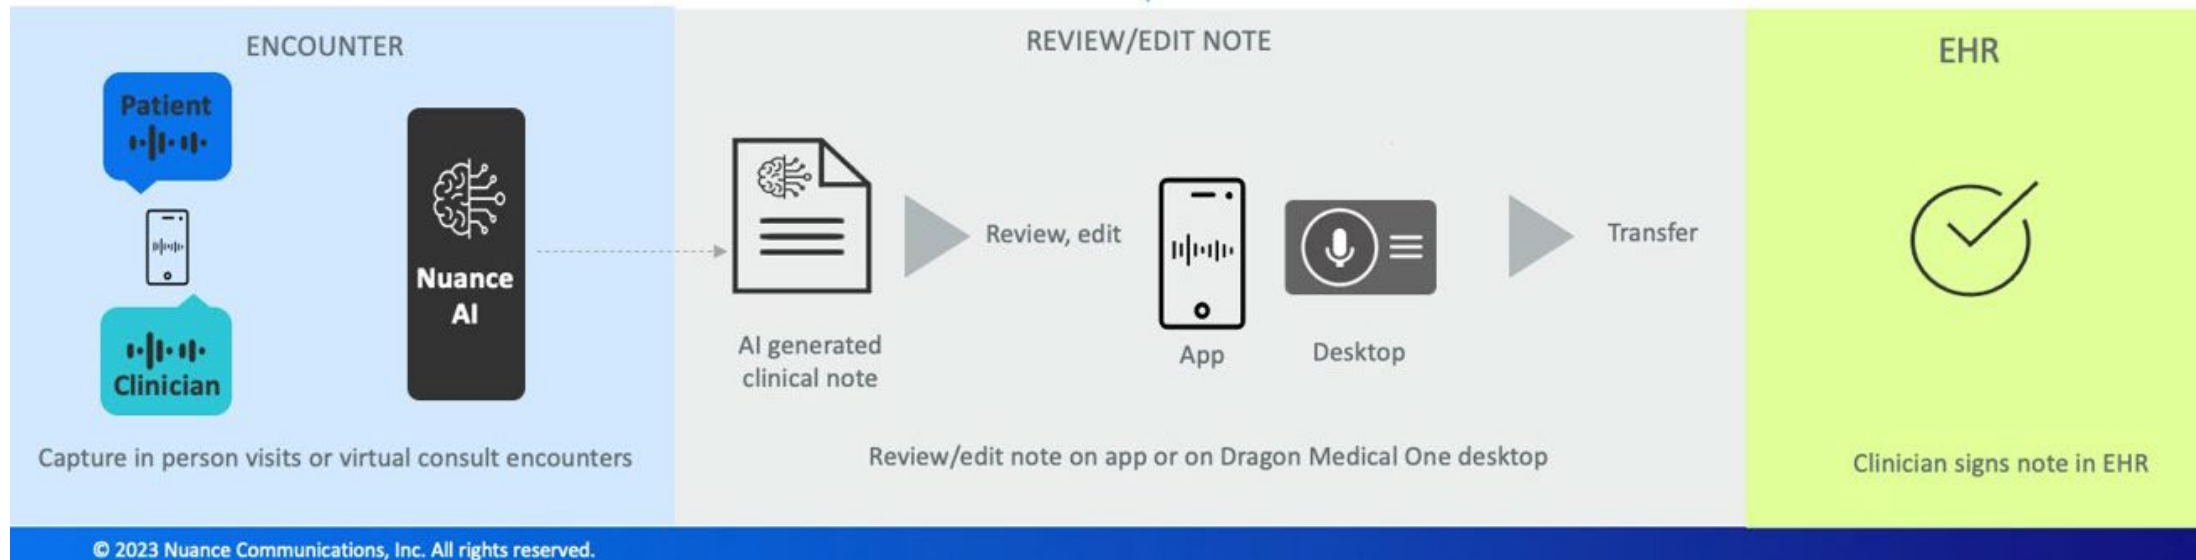 ENCOUNTER
Patient
Clinician
Nuance
AI
Capture in person visits or virtual consult encounters
REVIEW/EDIT NOTE
AI generated
clinical note
Review, edit
App
Desktop
Transfer
Review/edit note on app or on Dragon Medical One desktop
EHR
Clinician signs note in EHR
© 2023 Nuance Communications, Inc. All rights reserved.